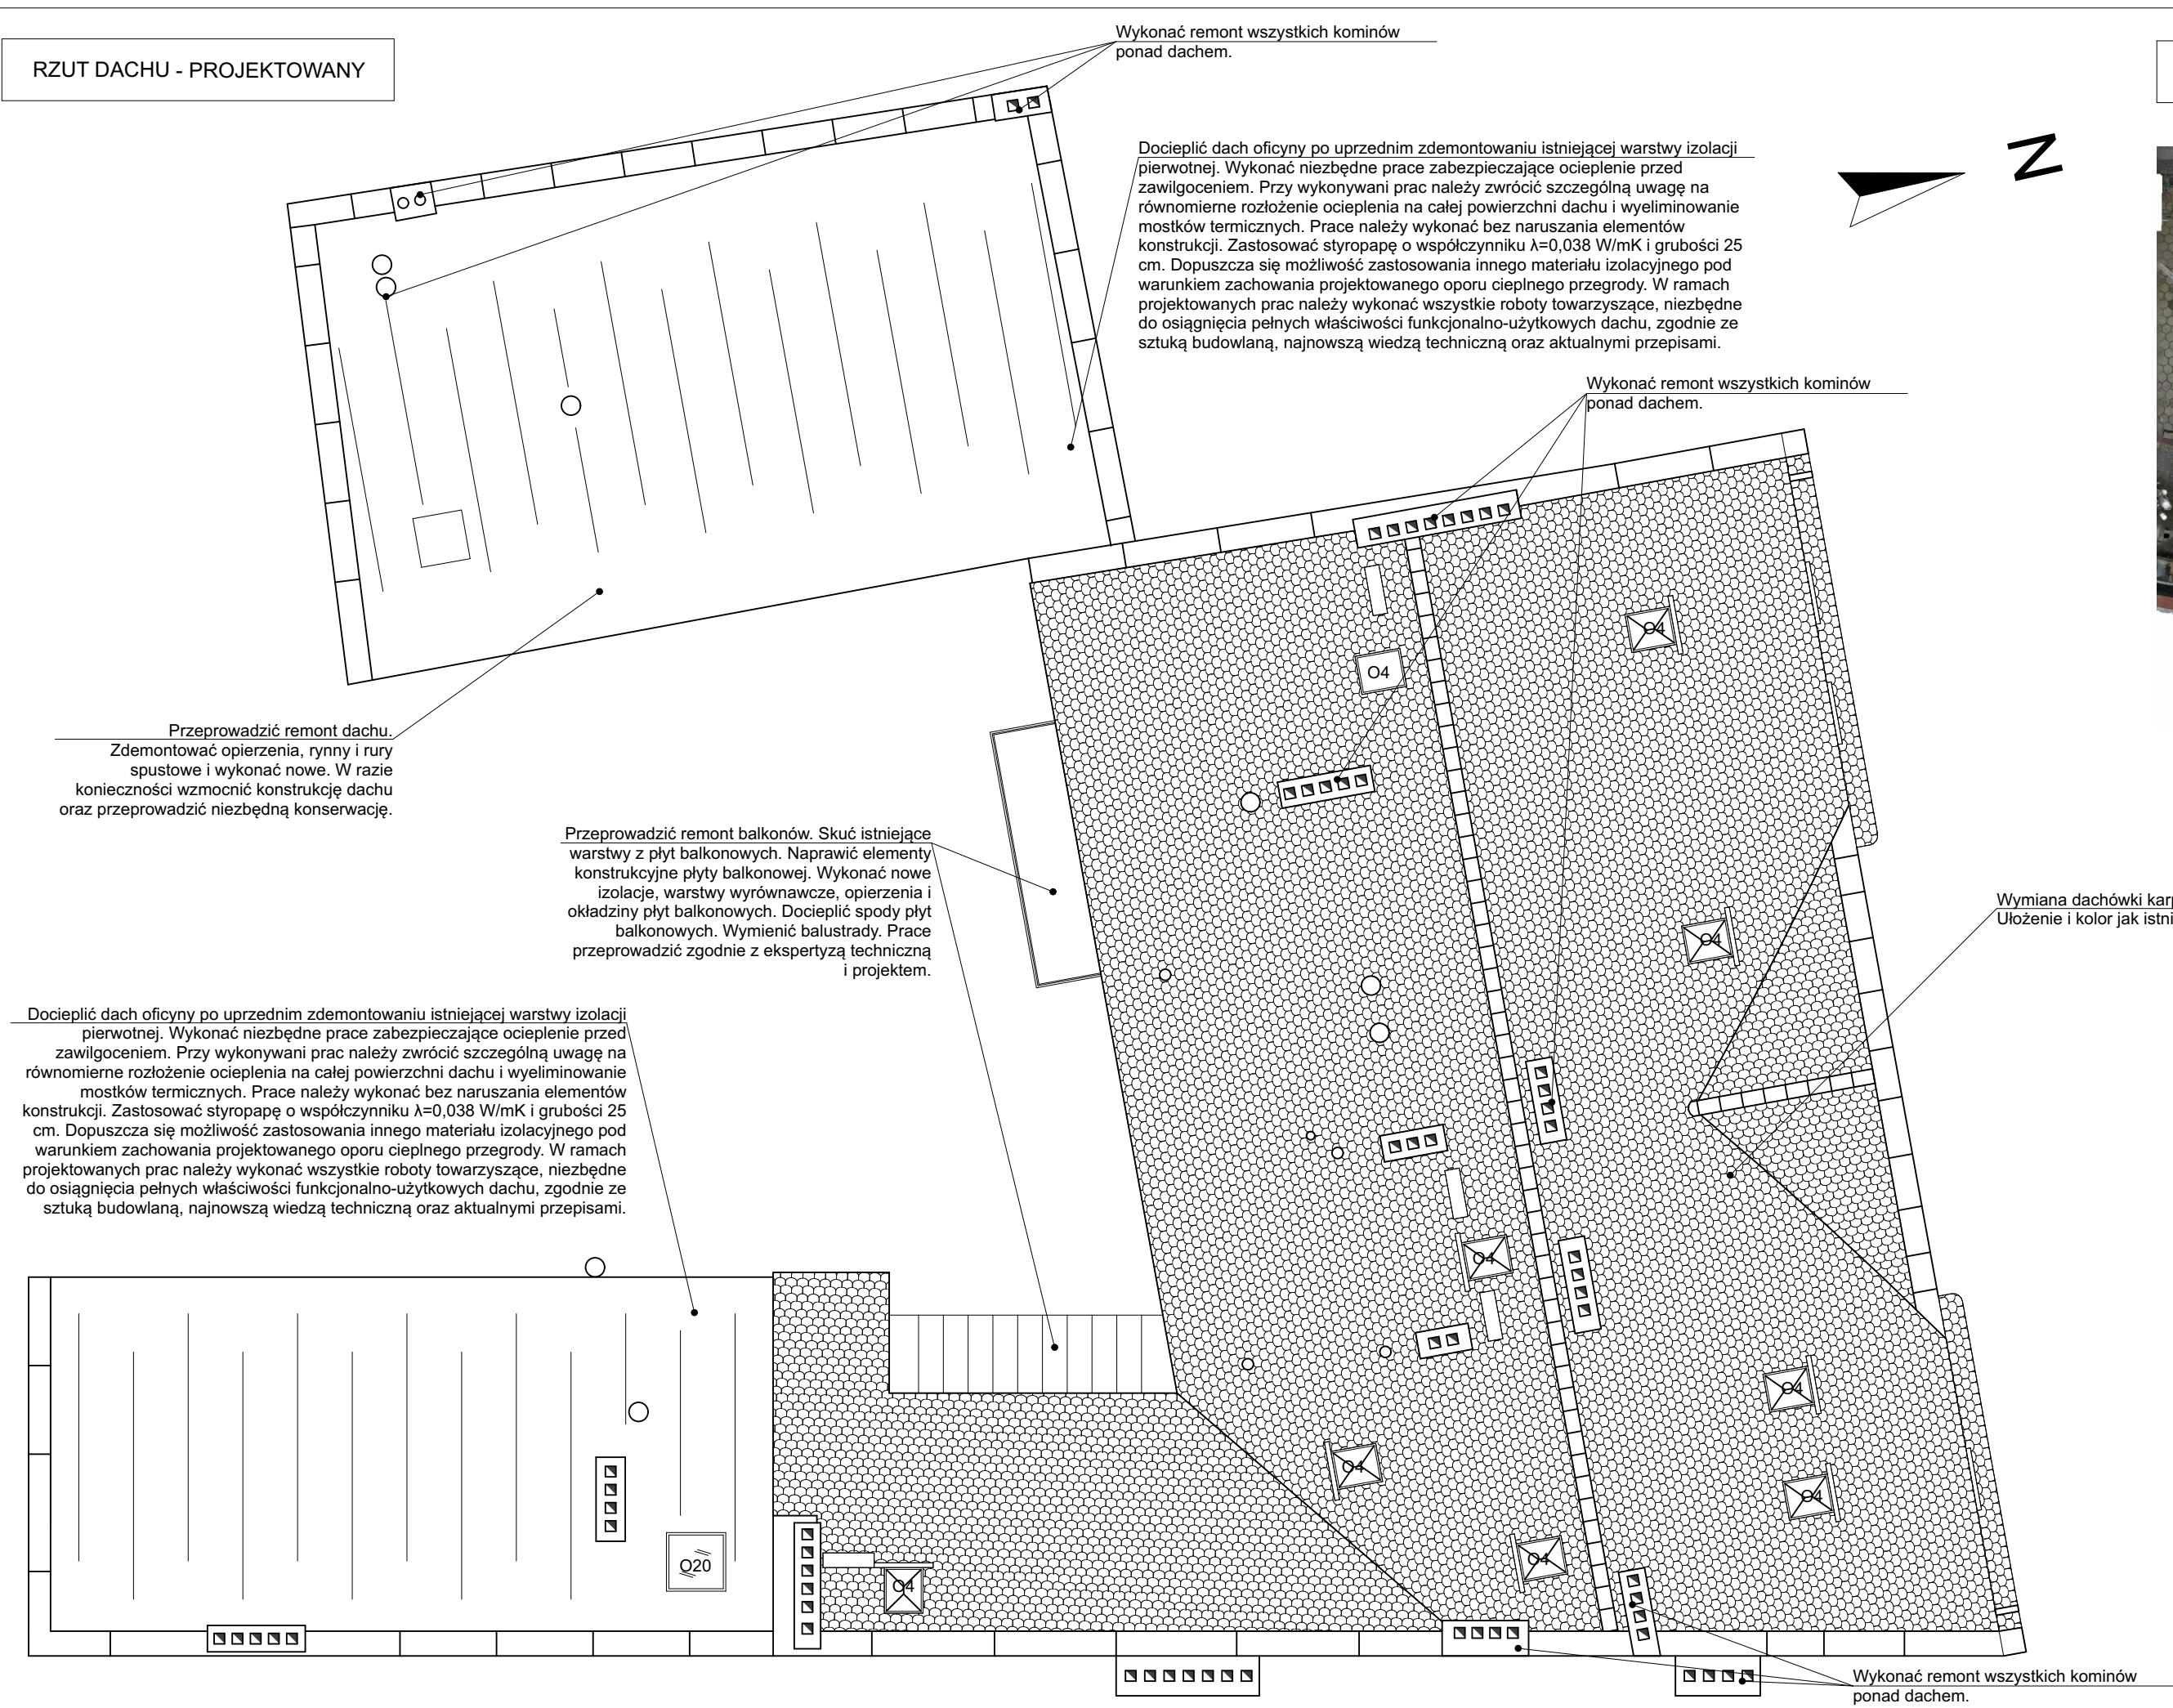 RZUT DACHU - PROJEKTOWANY
Wykonać remont wszystkich kominów
ponad dachem.
N
Docieplić dach oficyny po uprzednim zdemontowaniu istniejącej warstwy izolacji
pierwotnej. Wykonać niezbędne prace zabezpieczające ocieplenie przed
zawilgoceniem. Przy wykonywani prac należy zwrócić szczególną uwagę na
równomierne rozłożenie ocieplenia na całej powierzchni dachu i wyeliminowanie
mostków termicznych. Prace należy wykonać bez naruszania elementów
konstrukcji. Zastosować styropapę o współczynniku λ=0,038 W/mK i grubości 25
cm. Dopuszcza się możliwość zastosowania innego materiału izolacyjnego pod
warunkiem zachowania projektowanego oporu cieplnego przegrody. W ramach
projektowanych prac należy wykonać wszystkie roboty towarzyszące, niezbędne
do osiągnięcia pełnych właściwości funkcjonalno-użytkowych dachu, zgodnie ze
sztuką budowlaną, najnowszą wiedzą techniczną oraz aktualnymi przepisami.
Wykonać remont wszystkich kominów
ponad dachem.
O4
O4
Przeprowadzić remont dachu.
Zdemontować opierzenia, rynny i rury
spustowe i wykonać nowe. W razie
konieczności wzmocnić konstrukcję dachu
oraz przeprowadzić niezbędną konserwację.
Przeprowadzić remont balkonów. Skuć istniejące
warstwy z płyt balkonowych. Naprawić elementy
konstrukcyjne płyty balkonowej. Wykonać nowe
izolacje, warstwy wyrównawcze, opierzenia i
okładziny płyt balkonowych. Docieplić spody płyt
balkonowych. Wymienić balustrady. Prace
przeprowadzić zgodnie z ekspertyzą techniczną
i projektem.
O4
Wymiana dachówki kar
Ułożenie i kolor jak istni
Docieplić dach oficyny po uprzednim zdemontowaniu istniejącej warstwy izolacji
pierwotnej. Wykonać niezbędne prace zabezpieczające ocieplenie przed
zawilgoceniem. Przy wykonywani prac należy zwrócić szczególną uwagę na
równomierne rozłożenie ocieplenia na całej powierzchni dachu i wyeliminowanie
mostków termicznych. Prace należy wykonać bez naruszania elementów
konstrukcji. Zastosować styropapę o współczynniku λ=0,038 W/mK i grubości 25
cm. Dopuszcza się możliwość zastosowania innego materiału izolacyjnego pod
warunkiem zachowania projektowanego oporu cieplnego przegrody. W ramach
projektowanych prac należy wykonać wszystkie roboty towarzyszące, niezbędne
do osiągnięcia pełnych właściwości funkcjonalno-użytkowych dachu, zgodnie ze
sztuką budowlaną, najnowszą wiedzą techniczną oraz aktualnymi przepisami.
O4
O4
O4
O4
O4
O20
O4
Wykonać remont wszystkich kominów
ponad dachem.